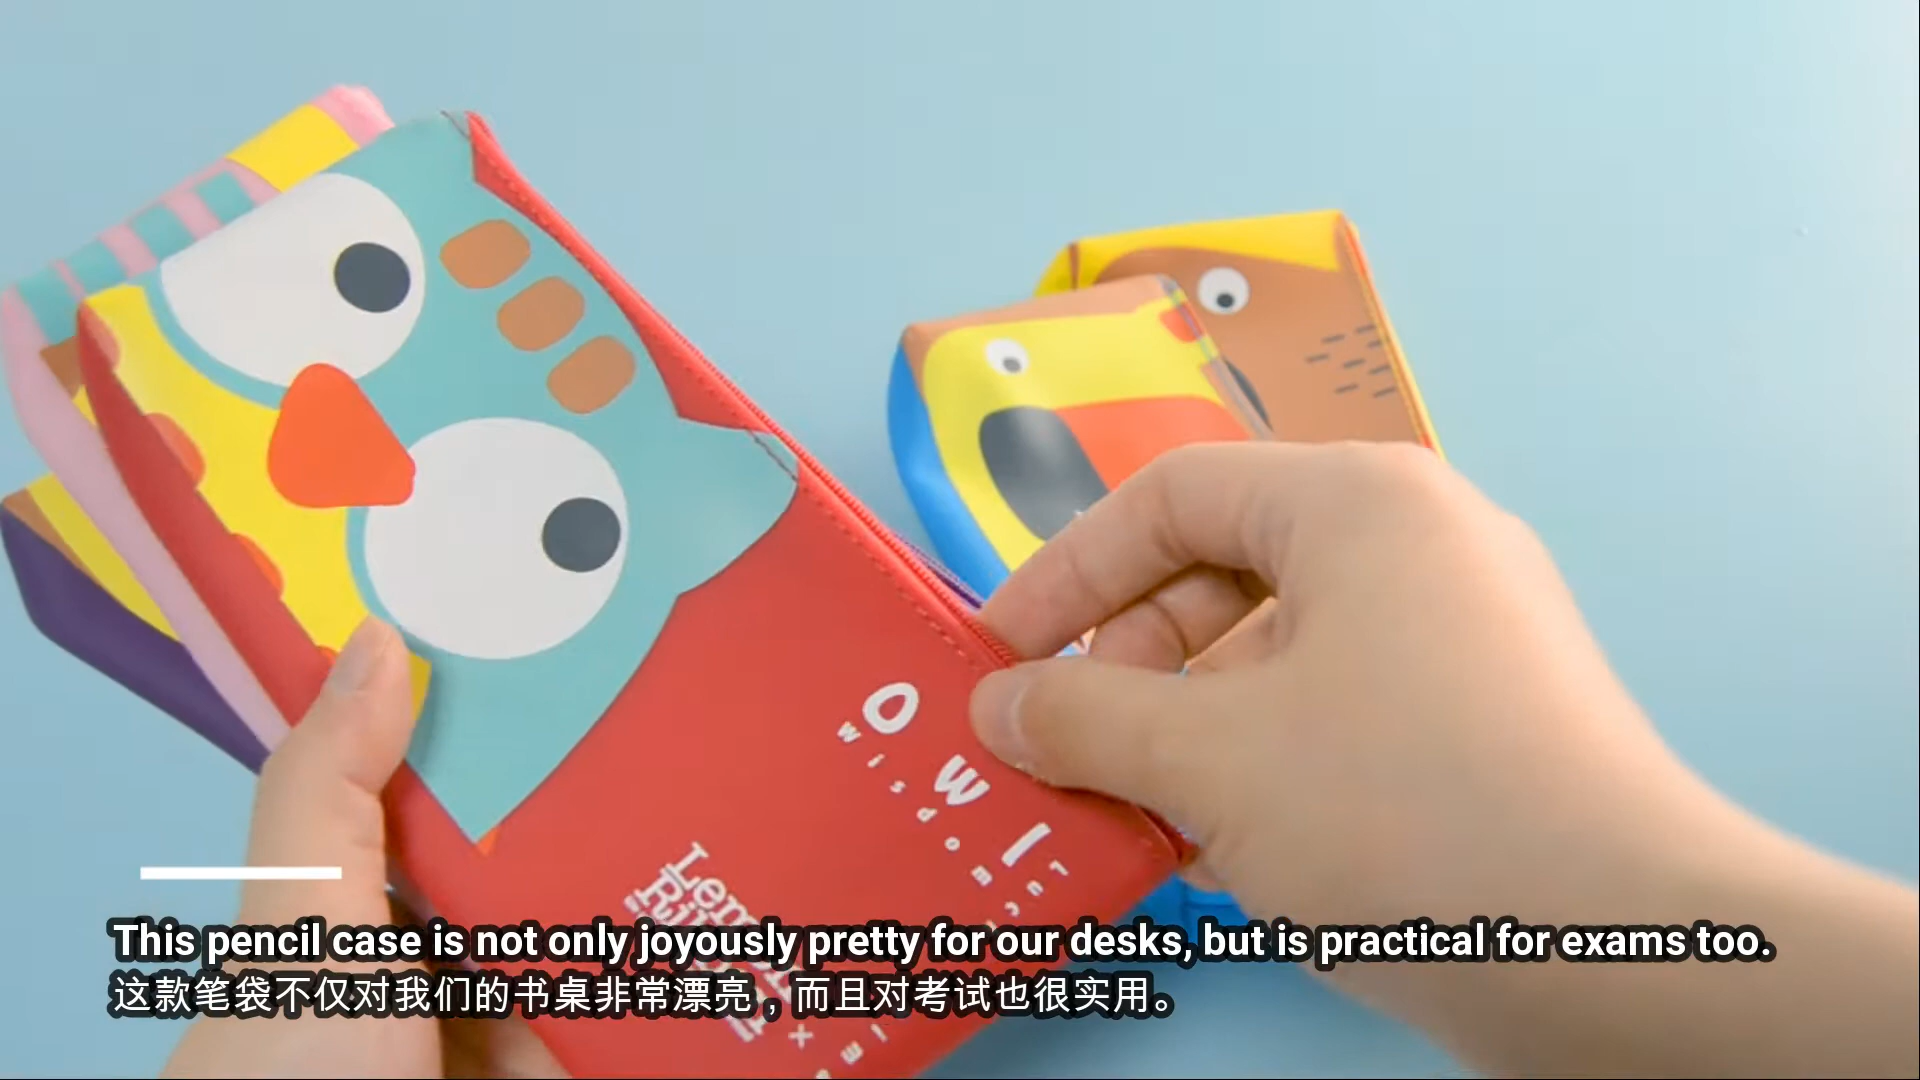 Owl
wisdom
This pencil case is not only joyously pretty for our desks, but is practical for exams too.
这款笔袋不仅对我们的书桌非常漂亮，而且对考试也很实用。